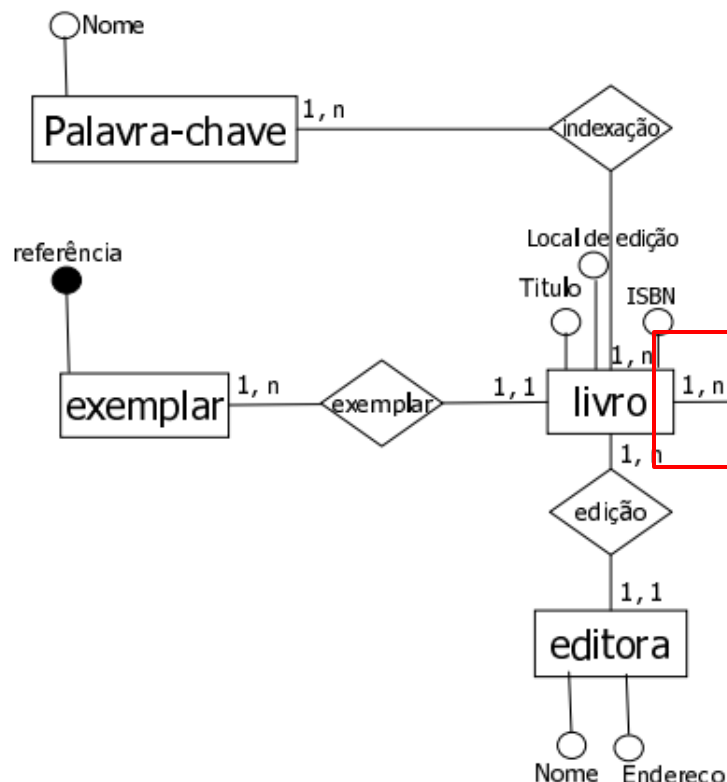 Nome
Palavra-chave
1, n
indexação
referência
Local de edição
Titulo
ISBN
1, n
exemplar
1, n
exemplar
1, 1
livro
1, n
1, n
edição
1, 1
editora
Nome
Endereço